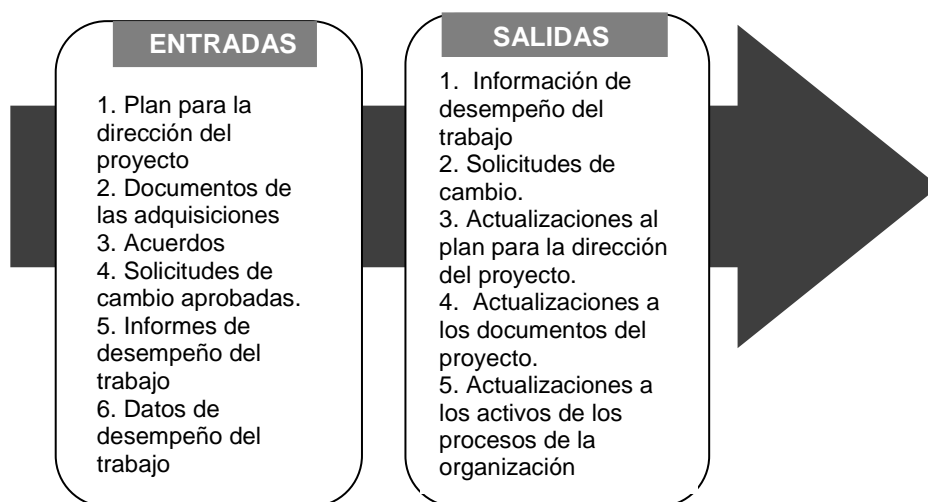 ENTRADAS
1. Plan para la
dirección del
proyecto
2. Documentos de
las adquisiciones
3. Acuerdos
4. Solicitudes de
cambio aprobadas.
5. Informes de
desempeño del
trabajo
6. Datos de
desempeño del
trabajo
SALIDAS
1. Información de
desempeño del
trabajo
2. Solicitudes de
cambio.
3. Actualizaciones al
plan para la dirección
del proyecto.
4. Actualizaciones a
los documentos del
proyecto.
5. Actualizaciones a
los activos de los
procesos de la
organización